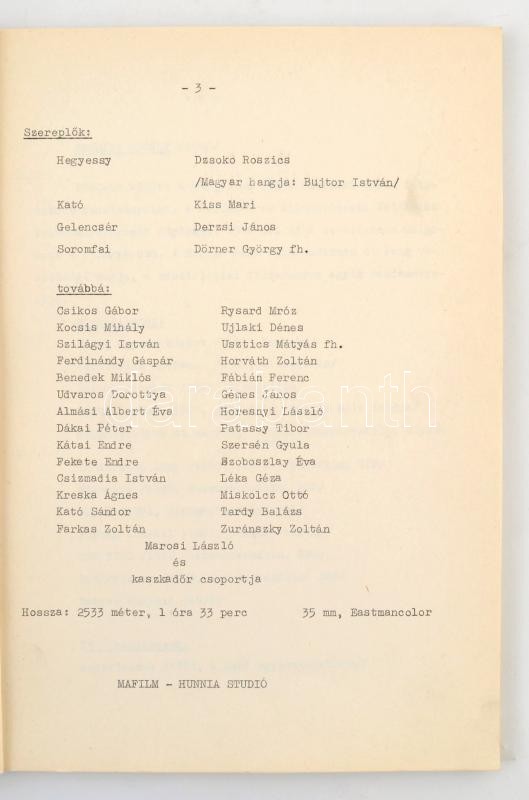 - 3 -
Szereplők:
Hegyessy Dzsoko Roszics
/Magyar hangja: Bujtor István/
Kató Kiss Mari
Gelencsér Derzsi János
Soromfai Dörner György fh.
továbbá:
Csikos Gábor Rysard Mróz
Kocsis Mihály Ujlaki Dénes
Szilágyi István Usztics Mátyás fh.
Ferdinándy Gáspár Horváth Zoltán
Benedek Miklós Fábián Ferenc
Udvaros Dorottya Génes János
Almási Albert Éva Horesnyi László
Dákai Péter Patassy Tibor
Kátai Endre Szersén Gyula
Fekete Endre Szoboszlay Éva
Csizmadia István Léka Géza
Kreska Ágnes Miskolcz Ottó
Kató Sándor Tardy Balázs
Farkas Zoltán Zuránszky Zoltán
Marosi László
és
kaszkadőr csoportja
Hossza: 2533 méter, 1 óra 33 perc 35 mm, Eastmancolor
MAFILM - HUNNIA STUDIÓ
darabanth